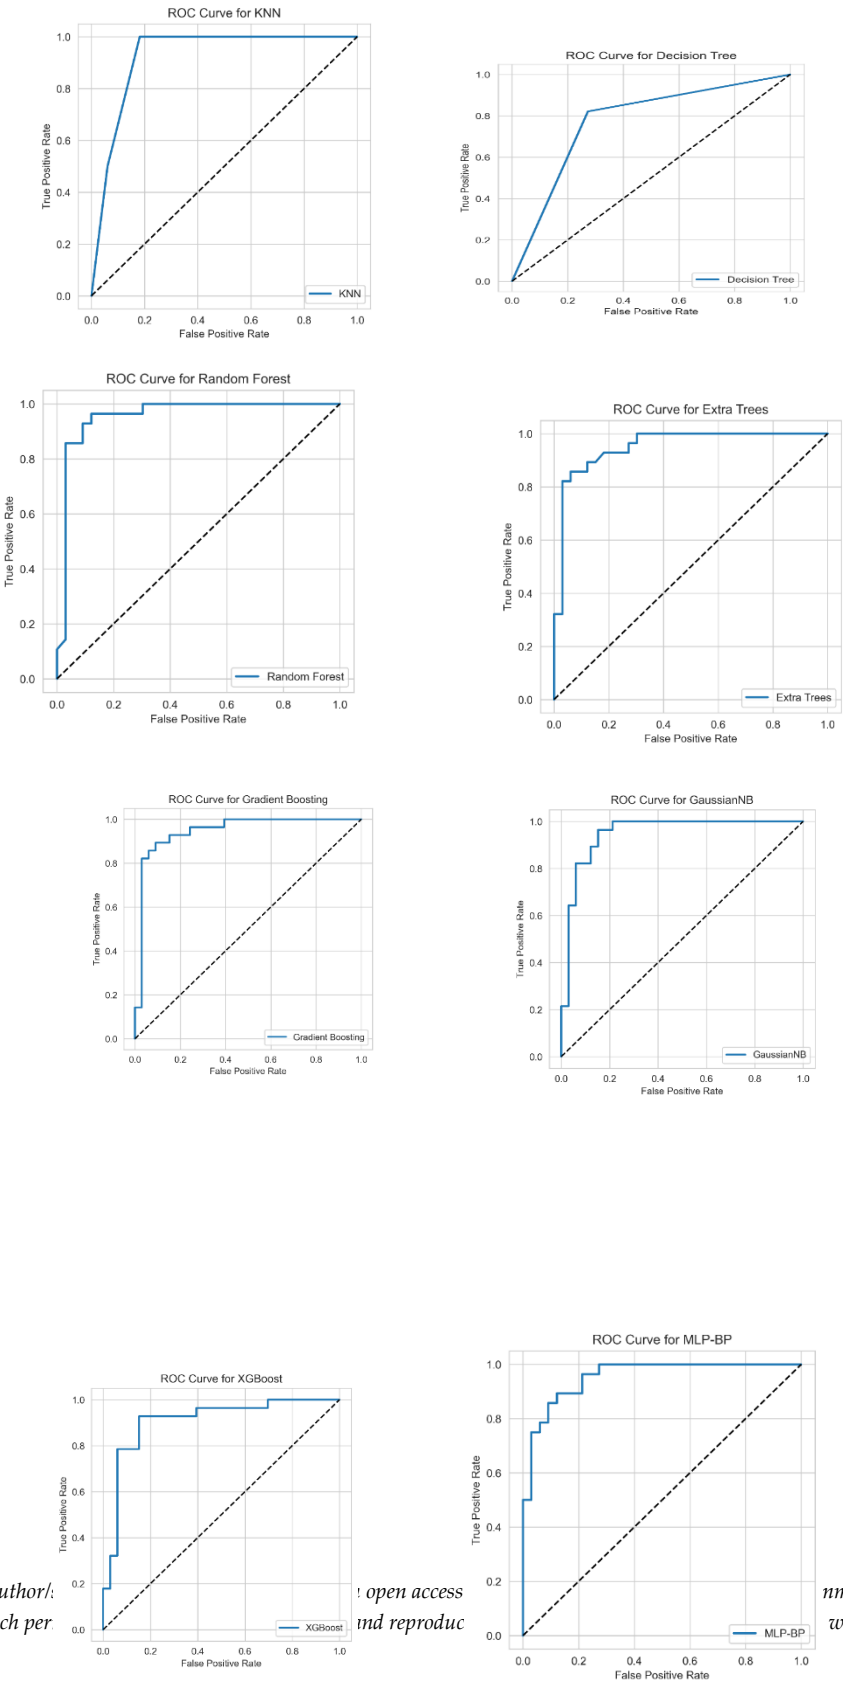 ROC Curve for KNN
True Positive Rate
1.0
0.8
0.6
0.4
0.2
0.0
KNN
0.0 0.2 0.4 0.6 0.8 1.0
False Positive Rate
ROC Curve for Decision Tree
True Positive Rate
1.0
0.8
0.6
0.4
0.2
0.0
Decision Tree
0.0 0.2 0.4 0.6 0.8 1.0
False Positive Rate
ROC Curve for Random Forest
True Positive Rate
1.0
0.8
0.6
0.4
0.2
0.0
Random Forest
0.0 0.2 0.4 0.6 0.8 1.0
False Positive Rate
ROC Curve for Extra Trees
True Positive Rate
1.0
0.8
0.6
0.4
0.2
0.0
Extra Trees
0.0 0.2 0.4 0.6 0.8 1.0
False Positive Rate
ROC Curve for Gradient Boosting
True Positive Rate
1.0
0.8
0.6
0.4
0.2
0.0
Gradient Boosting
0.0 0.2 0.4 0.6 0.8 1.0
False Positive Rate
ROC Curve for GaussianNB
True Positive Rate
1.0
0.8
0.6
0.4
0.2
0.0
GaussianNB
0.0 0.2 0.4 0.6 0.8 1.0
False Positive Rate
ROC Curve for XGBoost
True Positive Rate
1.0
0.8
0.6
0.4
0.2
0.0
XGBoost
0.0 0.2 0.4 0.6 0.8 1.0
False Positive Rate
ROC Curve for MLP-BP
True Positive Rate
1.0
0.8
0.6
0.4
0.2
0.0
MLP-BP
0.0 0.2 0.4 0.6 0.8 1.0
False Positive Rate
uthor/ open access
ch per and reproduc w